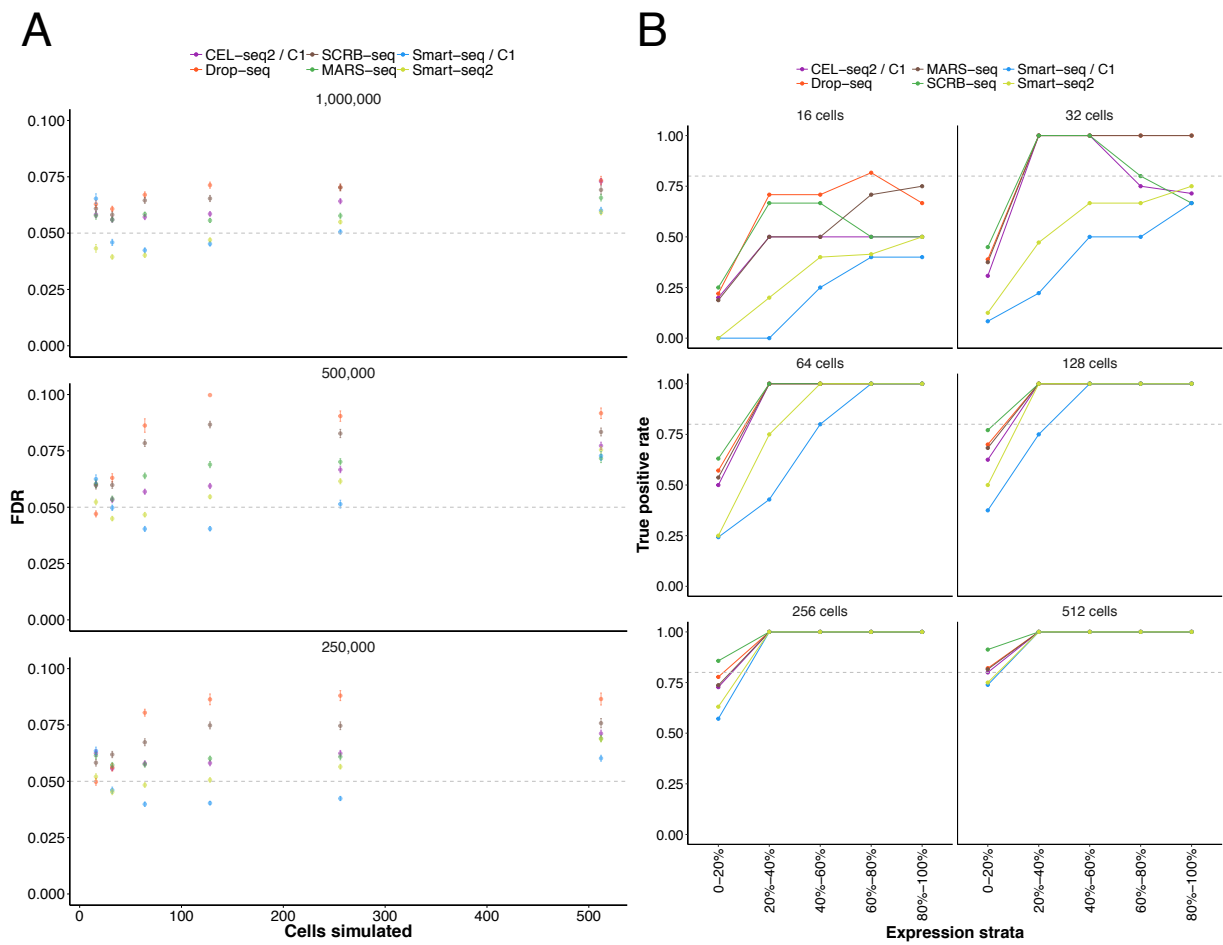 A
CEL−seq2 / C1 SCRB−seq Smart−seq / C1
Drop−seq MARS−seq Smart−seq2
1,000,000
0.100
0.075
0.050
0.025
0.000
500,000
0.100
0.075
0.050
0.025
0.000
FDR
250,000
0.100
0.075
0.050
0.025
0.000
0 100 200 300 400 500
Cells simulated
B
CEL−seq2 / C1 MARS−seq Smart−seq / C1
Drop−seq SCRB−seq Smart−seq2
16 cells 32 cells
1.00
0.75
0.50
0.25
0.00
64 cells 128 cells
1.00
0.75
0.50
0.25
0.00
True positive rate
256 cells 512 cells
1.00
0.75
0.50
0.25
0.00
0−20% 20%−40% 40%−60% 60%−80% 80%−100% 0−20% 20%−40% 40%−60% 60%−80% 80%−100%
Expression strata